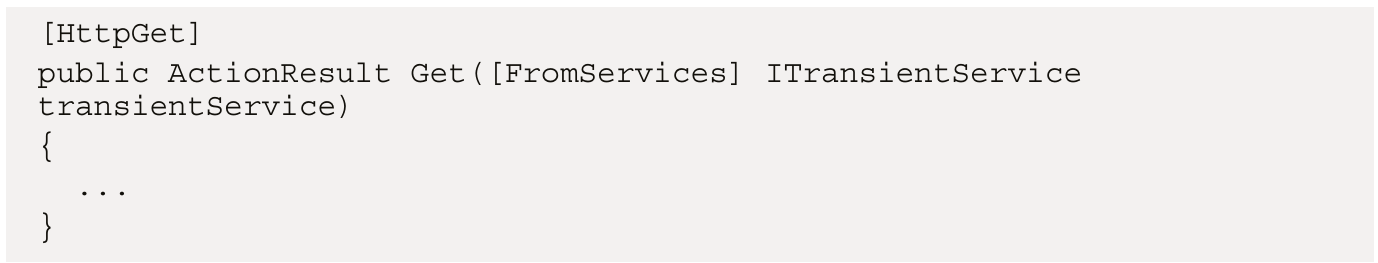 [HttpGet]
public ActionResult Get([FromServices] ITransientService
transientService)
{
  ...
}